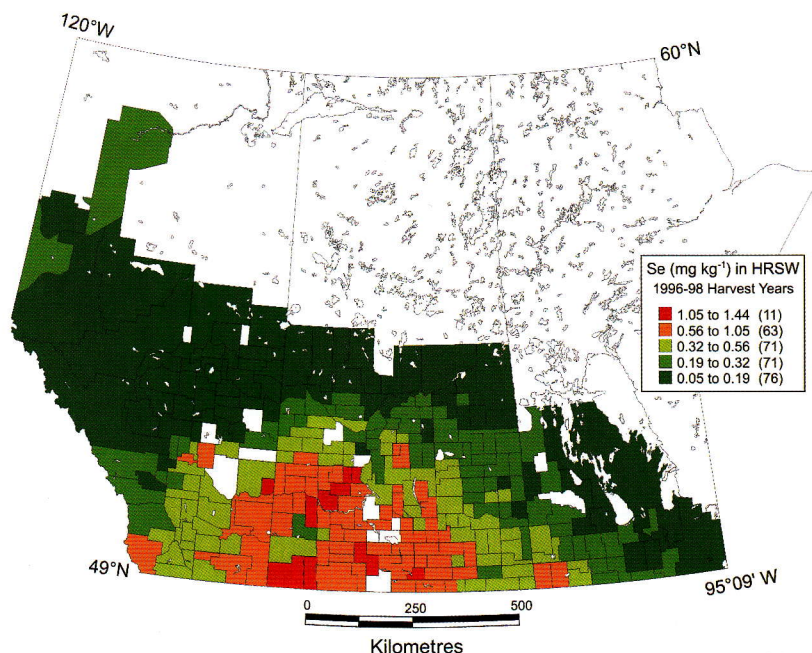 120°W
60°N
Se (mg kg⁻¹) in HRSW
1996-98 Harvest Years
1.05 to 1.44 (11)
0.56 to 1.05 (63)
0.32 to 0.56 (71)
0.19 to 0.32 (71)
0.05 to 0.19 (76)
49°N
95°09' W
0 250 500
Kilometres